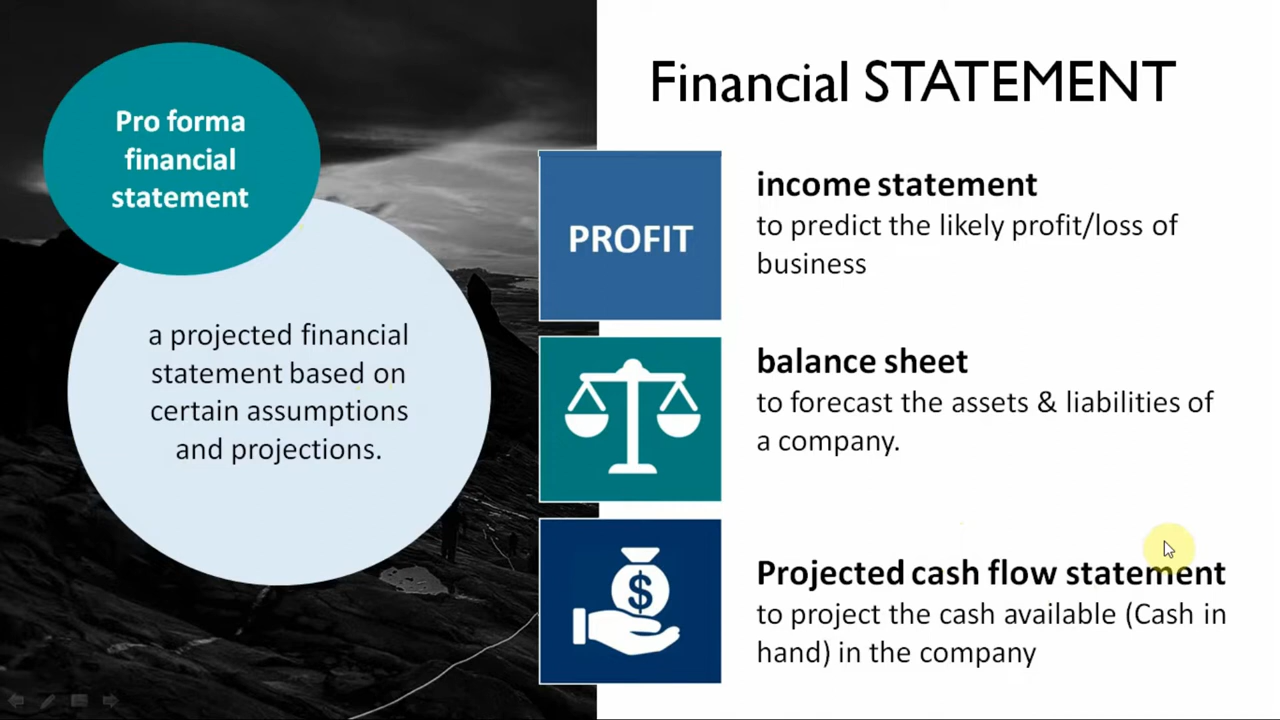 Financial STATEMENT
Pro forma
financial
statement
a projected financial
statement based on
certain assumptions
and projections.
PROFIT
income statement
to predict the likely profit/loss of
business
balance sheet
to forecast the assets & liabilities of
a company.
$
Projected cash flow statement
to project the cash available (Cash in
hand) in the company